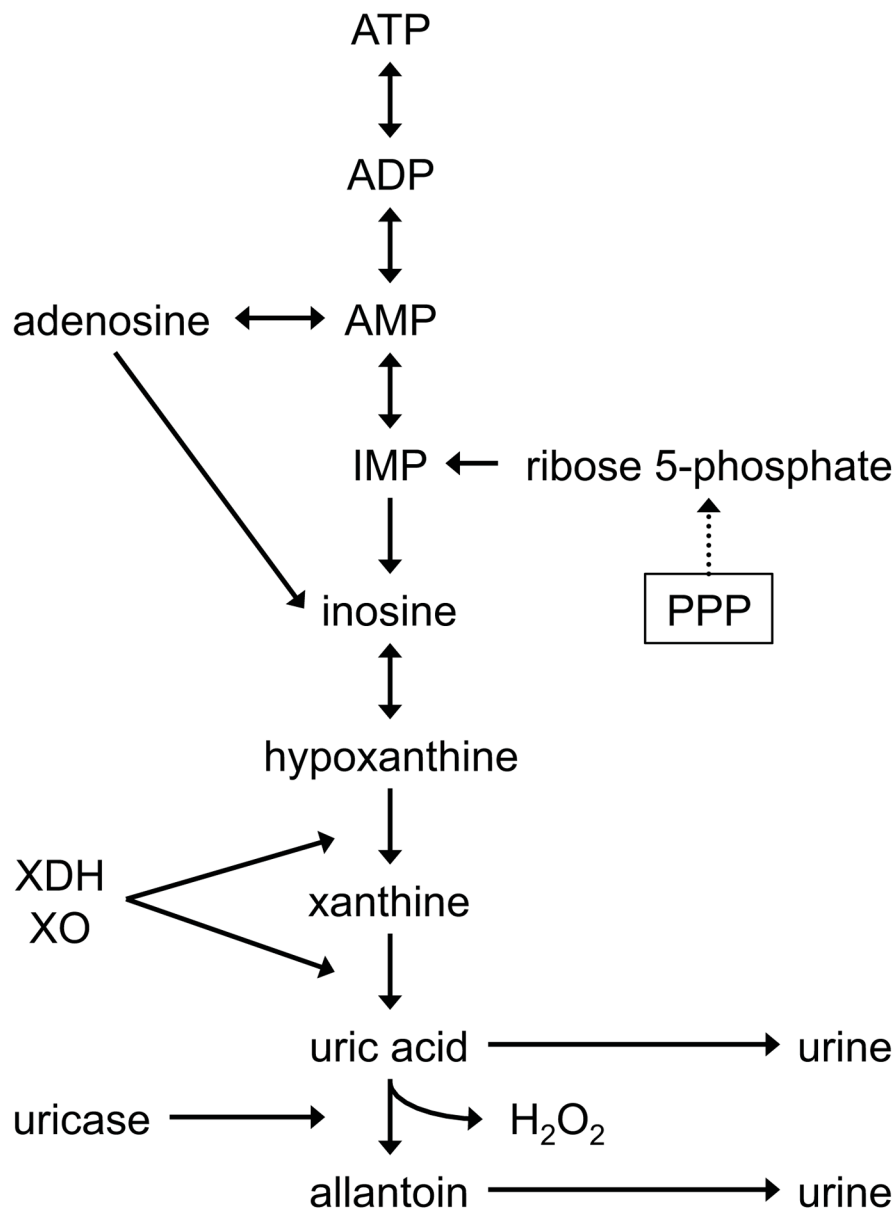 ATP
ADP
adenosine
AMP
IMP
ribose 5-phosphate
PPP
inosine
hypoxanthine
XDH
XO
xanthine
uric acid
urine
uricase
H₂O₂
allantoin
urine